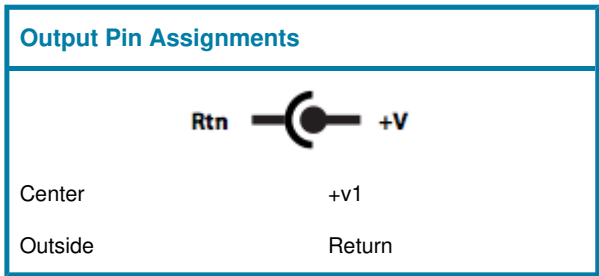 Output Pin Assignments
Rtn +V
Center +v1
Outside Return